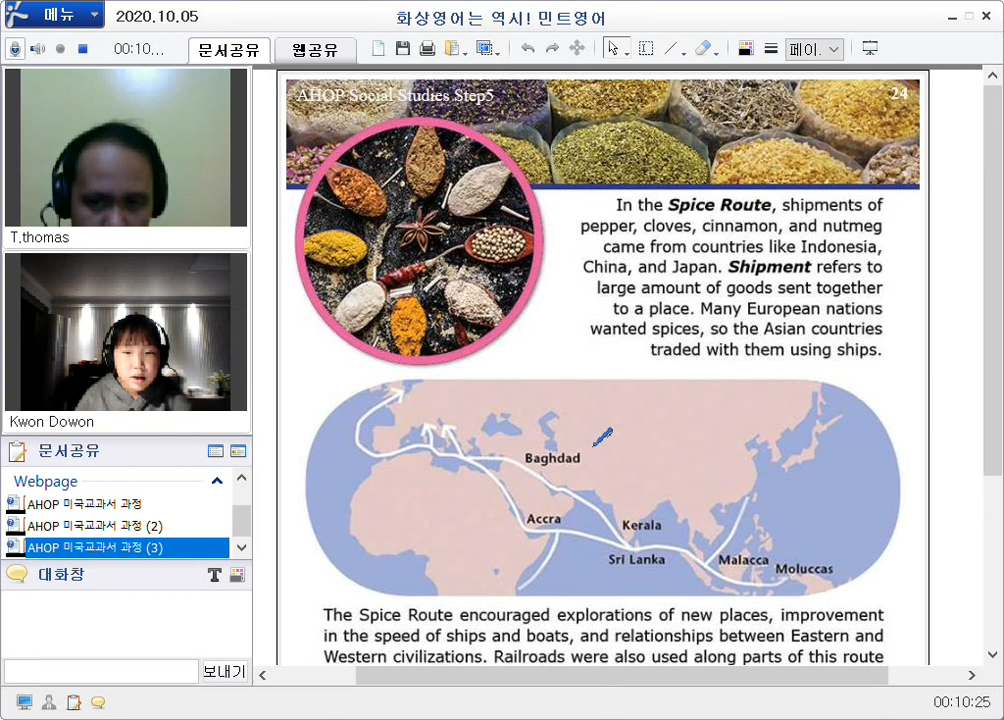 메뉴
2020.10.05
화상영어는 역시! 민트영어
00:10...
문서공유
웹공유
페이.
T.thomas
Kwon Dowon
문서공유
Webpage
AHOP 미국교과서 과정
AHOP 미국교과서 과정 (2)
AHOP 미국교과서 과정 (3)
대화창
T
보내기
AHOP Social Studies Step5
24
In the Spice Route, shipments of
pepper, cloves, cinnamon, and nutmeg
came from countries like Indonesia,
China, and Japan. Shipment refers to
large amount of goods sent together
to a place. Many European nations
wanted spices, so the Asian countries
traded with them using ships.
Baghdad
Accra
Kerala
Sri Lanka
Malacca
Moluccas
The Spice Route encouraged explorations of new places, improvement
in the speed of ships and boats, and relationships between Eastern and
Western civilizations. Railroads were also used along parts of this route
00:10:25